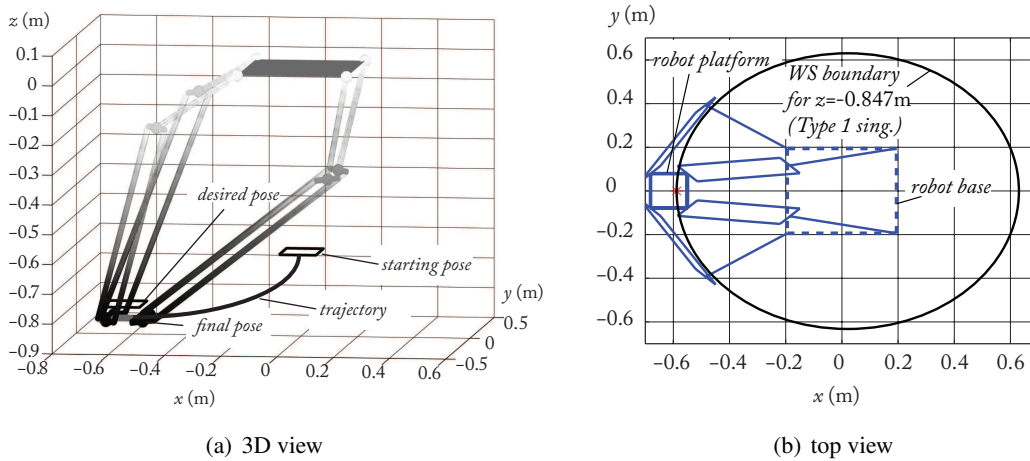 z (m)
0.1
0
−0.1
−0.2
−0.3
−0.4
−0.5
−0.6
−0.7
−0.8
−0.9
−0.8
−0.6
−0.4
−0.2
0
0.2
0.4
0.6
−0.5
0
0.5
x (m)
y (m)
desired pose
starting pose
trajectory
final pose
(a) 3D view
y (m)
0.6
0.4
0.2
0
−0.2
−0.4
−0.6
−0.6
−0.4
−0.2
0
0.2
0.4
0.6
x (m)
robot platform
WS boundary
for z=-0.847m
(Type 1 sing.)
robot base
(b) top view